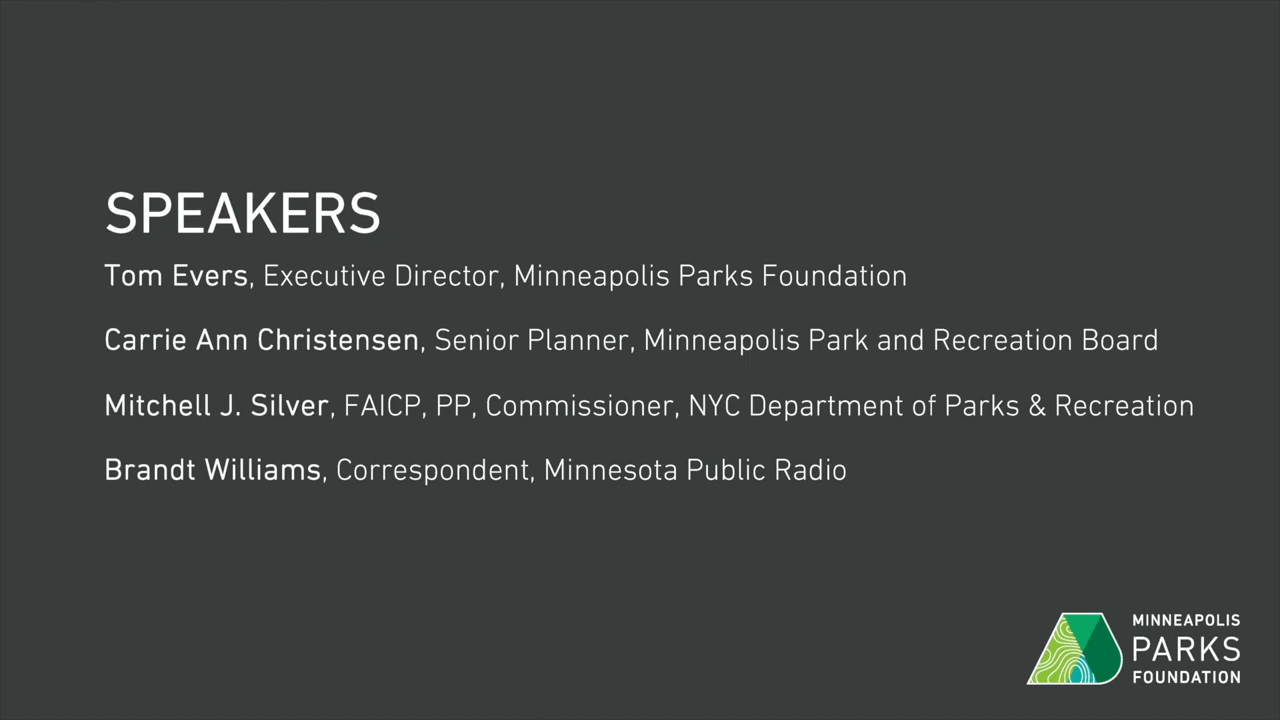 SPEAKERS
Tom Evers, Executive Director, Minneapolis Parks Foundation
Carrie Ann Christensen, Senior Planner, Minneapolis Park and Recreation Board
Mitchell J. Silver, FAICP, PP, Commissioner, NYC Department of Parks & Recreation
Brandt Williams, Correspondent, Minnesota Public Radio
MINNEAPOLIS
PARKS
FOUNDATION